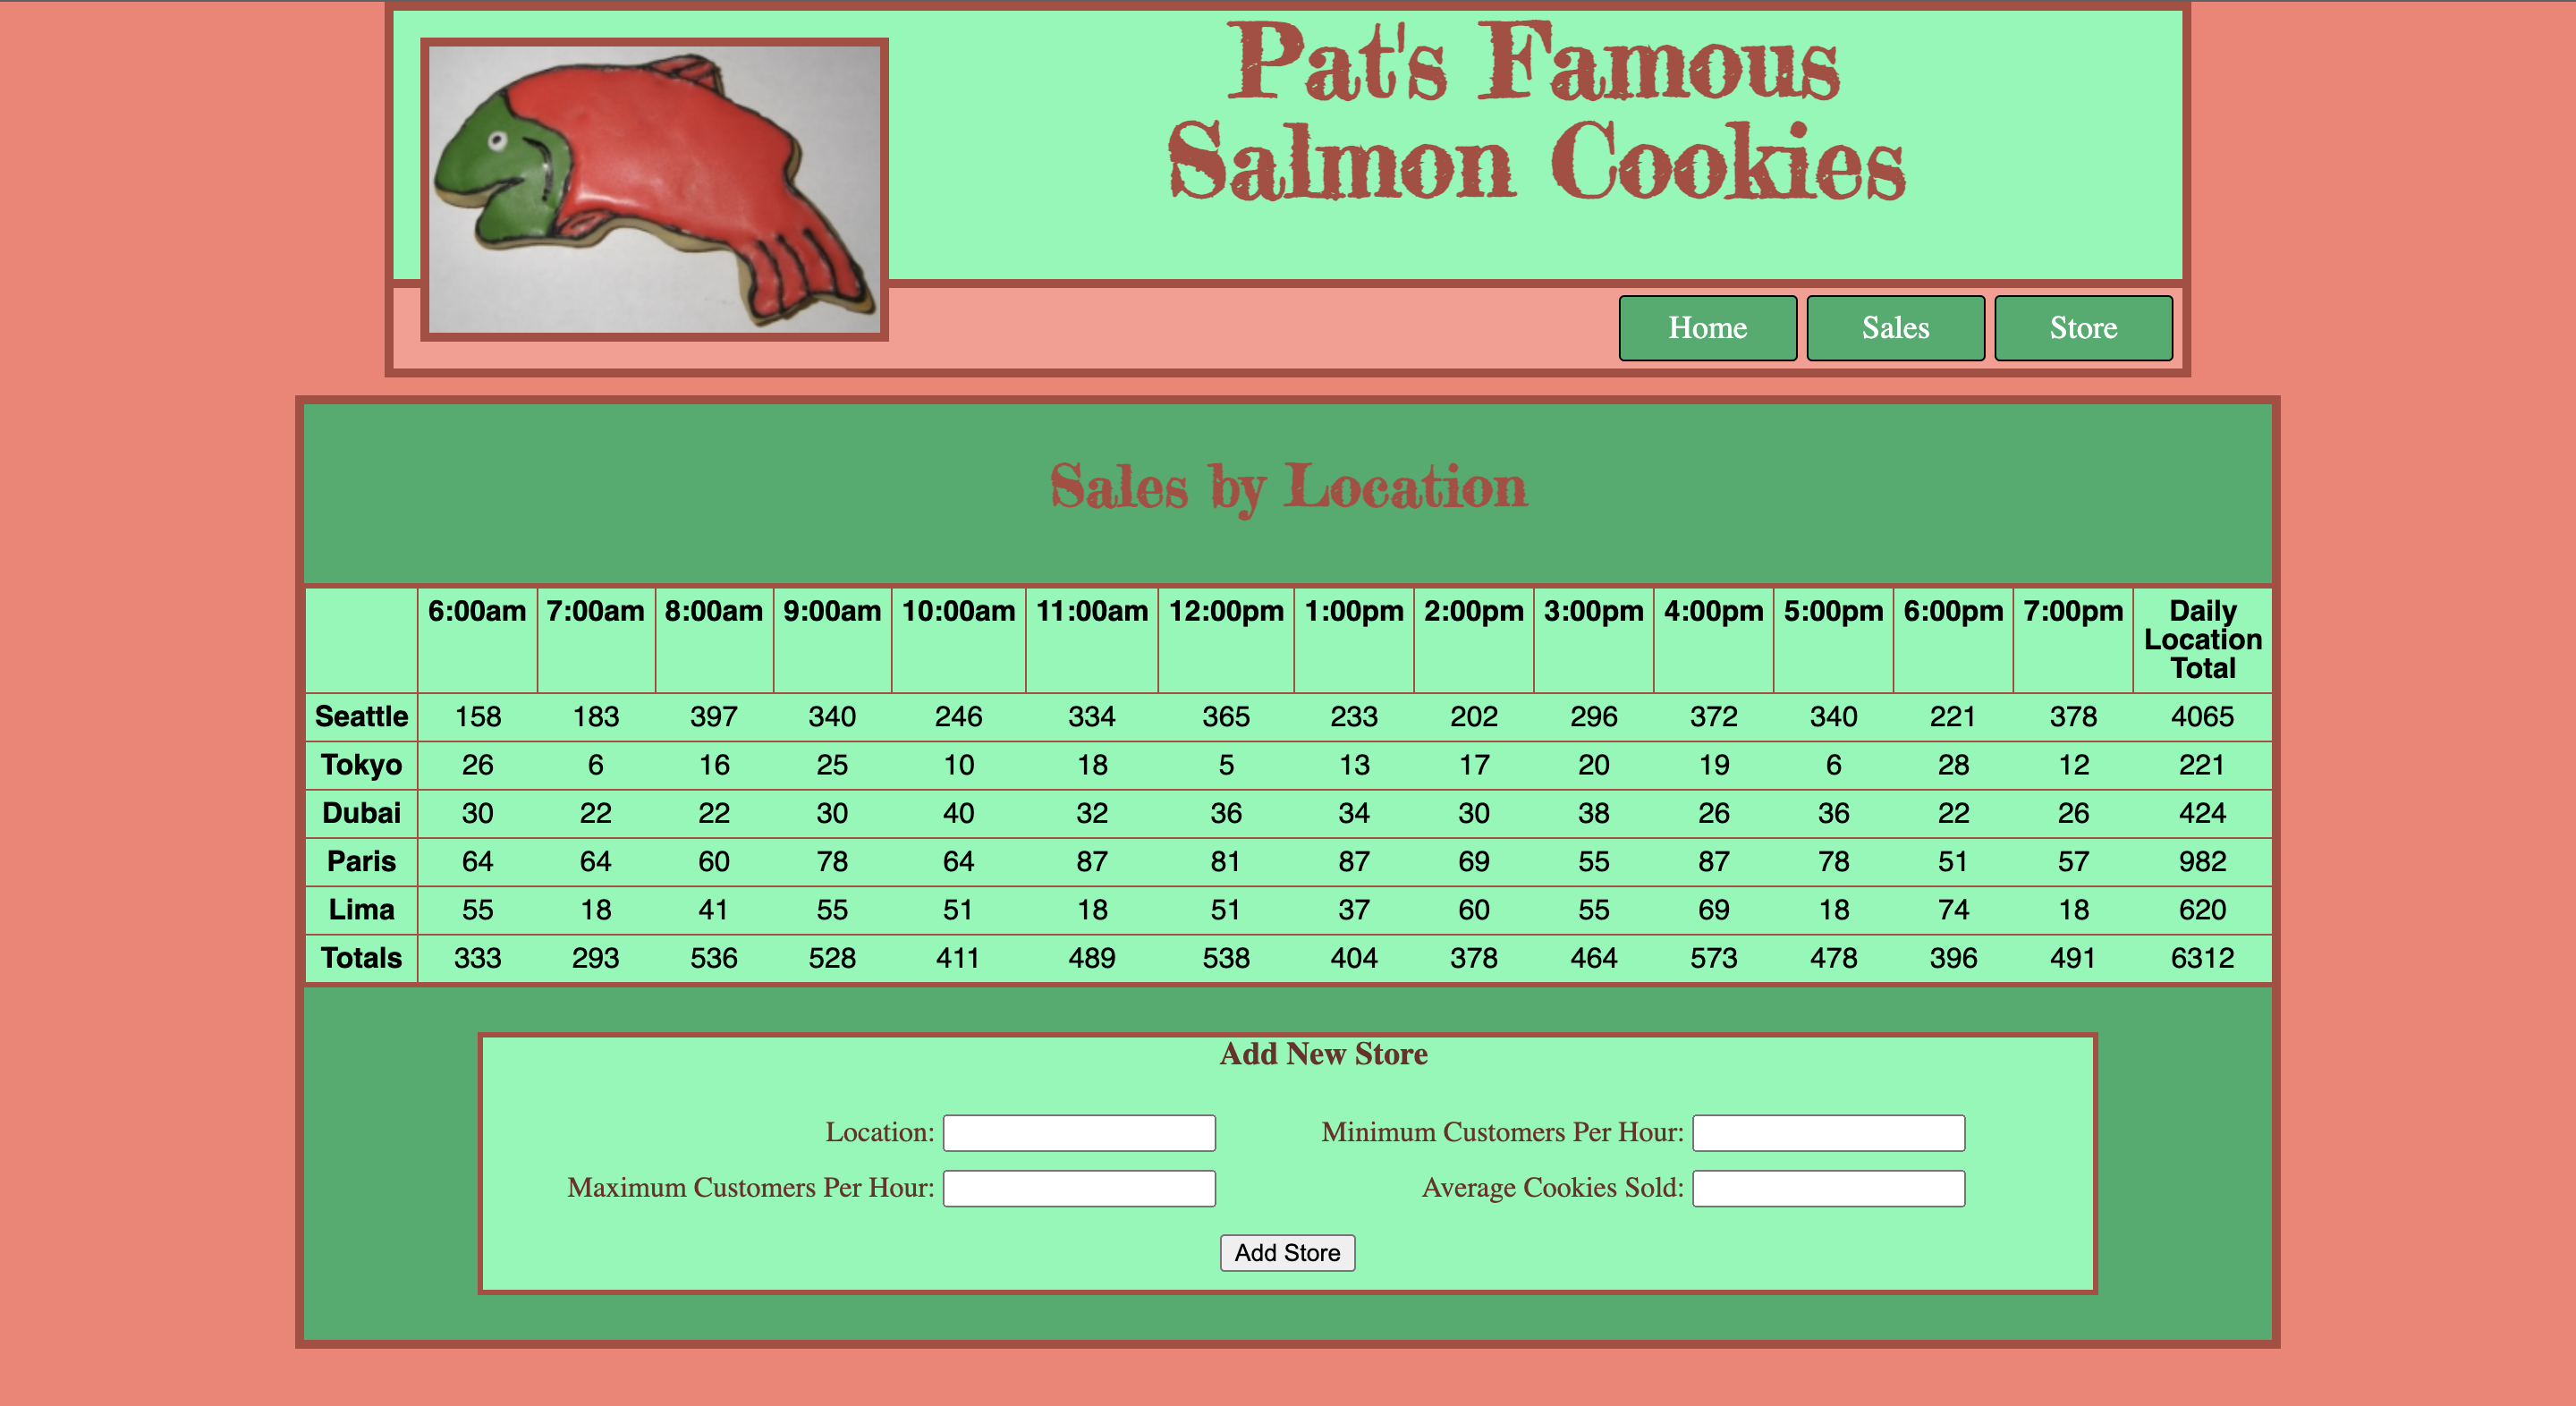 Pat's Famous
Salmon Cookies
Home Sales Store
Sales by Location
6:00am 7:00am 8:00am 9:00am 10:00am 11:00am 12:00pm 1:00pm 2:00pm 3:00pm 4:00pm 5:00pm 6:00pm 7:00pm Daily
Location
Total
Seattle 158 183 397 340 246 334 365 233 202 296 372 340 221 378 4065
Tokyo 26 6 16 25 10 18 5 13 17 20 19 6 28 12 221
Dubai 30 22 22 30 40 32 36 34 30 38 26 36 22 26 424
Paris 64 64 60 78 64 87 81 87 69 55 87 78 51 57 982
Lima 55 18 41 55 51 18 51 37 60 55 69 18 74 18 620
Totals 333 293 536 528 411 489 538 404 378 464 573 478 396 491 6312
Add New Store
Location: Minimum Customers Per Hour:
Maximum Customers Per Hour: Average Cookies Sold:
Add Store